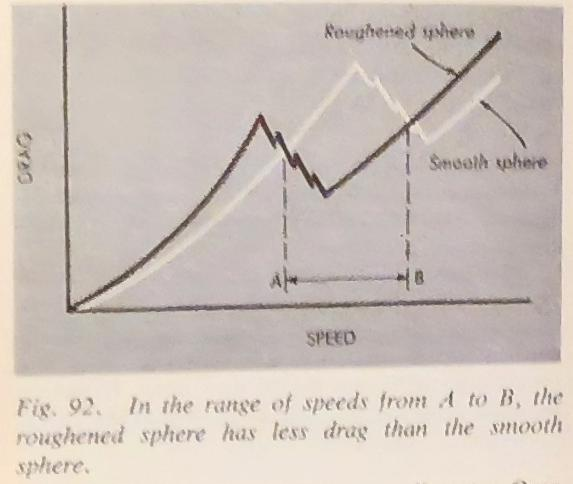 Roughened sphere
DRAG
Smooth sphere
A
B
SPEED
Fig. 92. In the range of speeds from A to B, the
roughened sphere has less drag than the smooth
sphere.